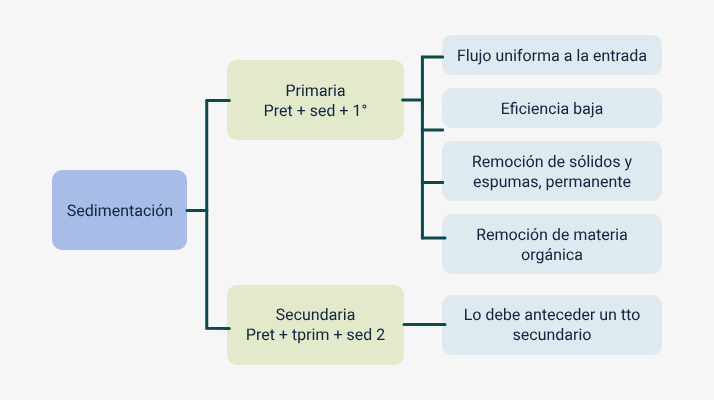 Sedimentación
Primaria
Pret + sed + 1°
Flujo uniforma a la entrada
Eficiencia baja
Remoción de sólidos y
espumas, permanente
Remoción de materia
orgánica
Secundaria
Pret + tprim + sed 2
Lo debe anteceder un tto
secundario